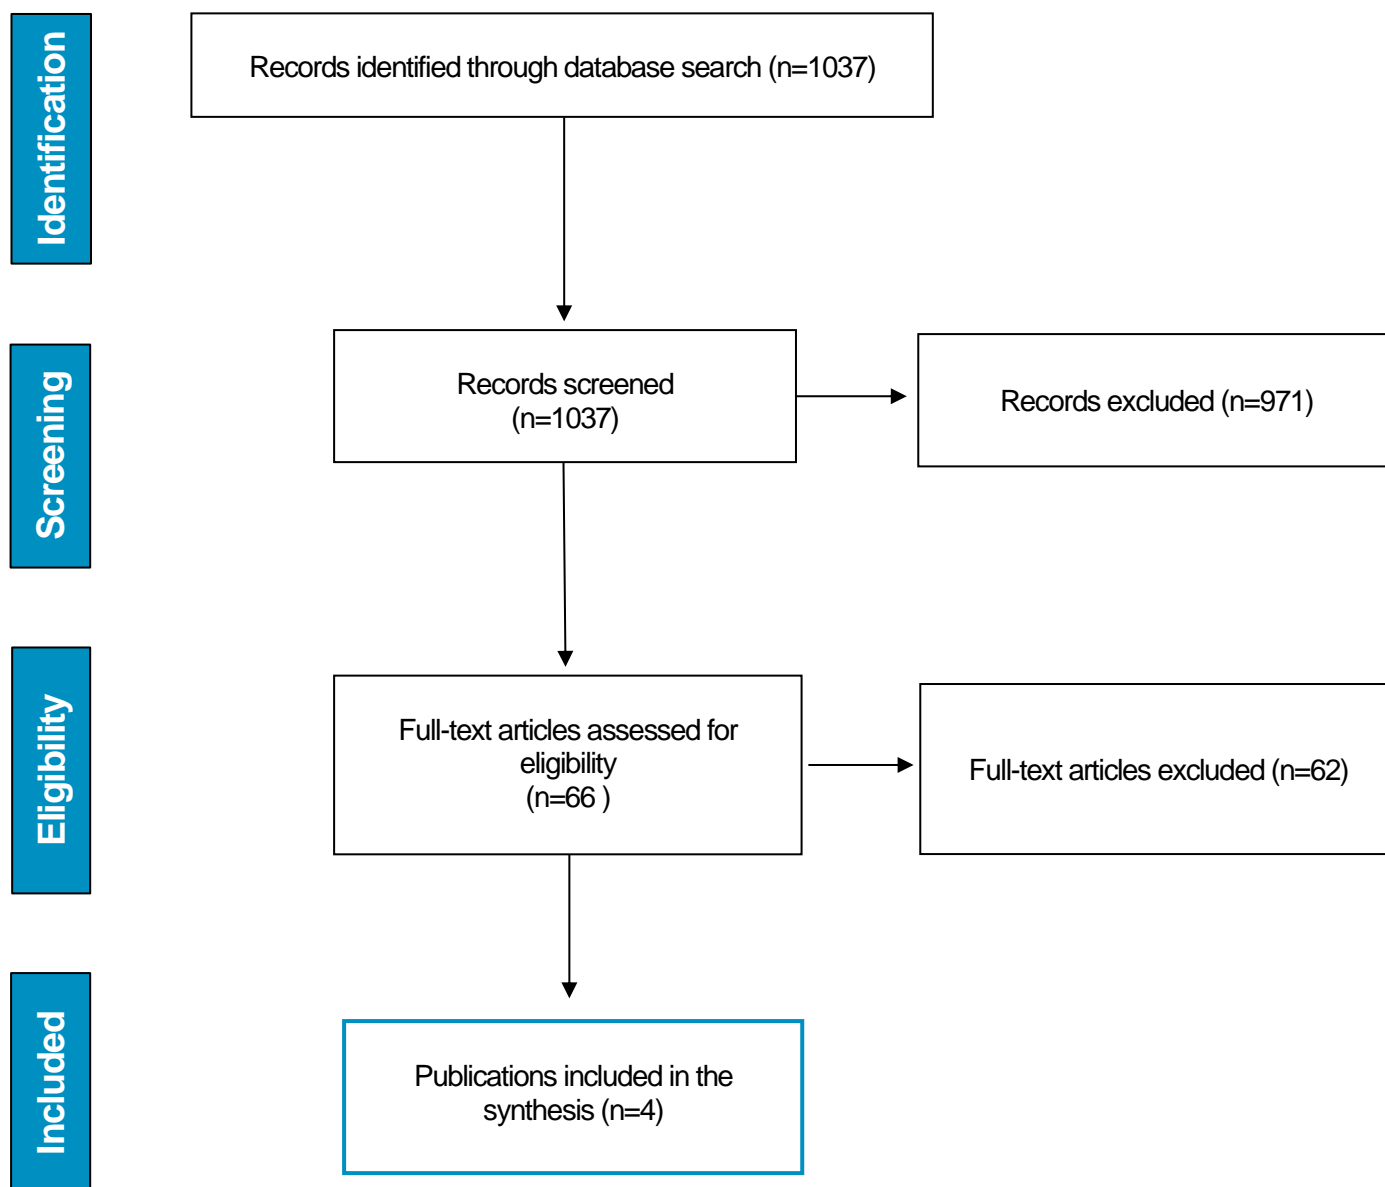 Identification
Records identified through database search (n=1037)
Screening
Records screened
(n=1037)
Records excluded (n=971)
Eligibility
Full-text articles assessed for
eligibility
(n=66 )
Full-text articles excluded (n=62)
Included
Publications included in the
synthesis (n=4)